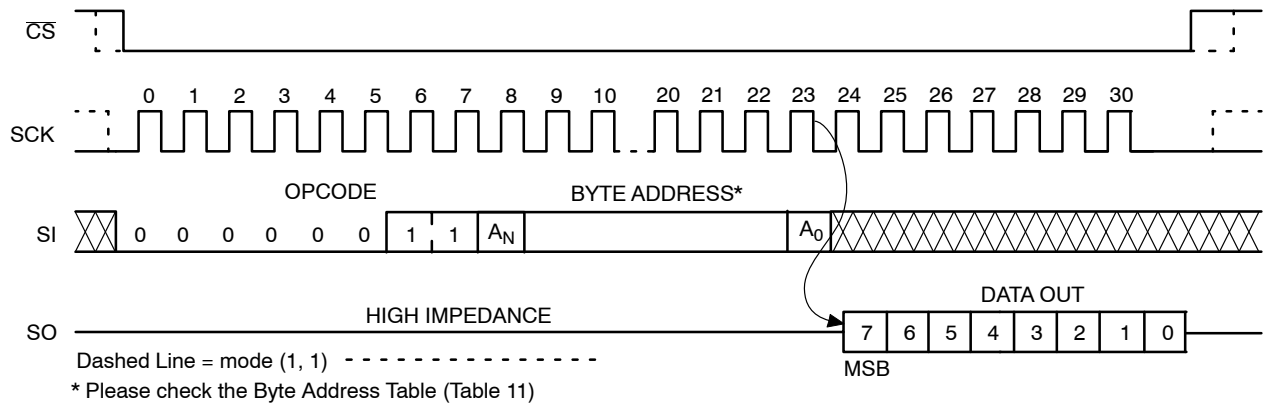 CS
0 1 2 3 4 5 6 7 8 9 10 20 21 22 23 24 25 26 27 28 29 30
SCK
OPCODE BYTE ADDRESS*
SI 0 0 0 0 0 0 1 1 AN A0
DATA OUT
HIGH IMPEDANCE
SO 7 6 5 4 3 2 1 0
Dashed Line = mode (1, 1)
MSB
* Please check the Byte Address Table (Table 11)